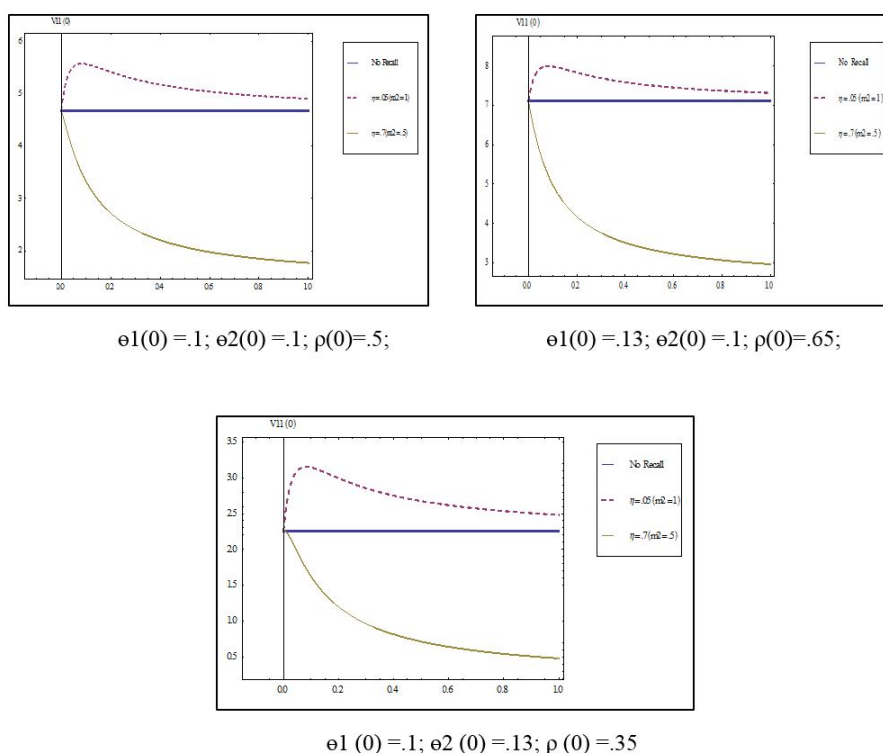 V11 (0)
6
5
4
3
2
0.0 0.2 0.4 0.6 0.8 1.0
No Recall
η=.05(m2=1)
η=.7(m2=.5)
ɵ1(0) =.1; ɵ2(0) =.1; ρ(0)=.5;
V11 (0)
8
7
6
5
4
3
0.0 0.2 0.4 0.6 0.8 1.0
No Recall
η=.05 (m2=1)
η=.7(m2=.5)
ɵ1(0) =.13; ɵ2(0) =.1; ρ(0)=.65;
V11 (0)
3.5
3.0
2.5
2.0
1.5
1.0
0.5
0.0 0.2 0.4 0.6 0.8 1.0
No Recall
η=.05(m2=1)
η=.7(m2=.5)
ɵ1 (0) =.1; ɵ2 (0) =.13; ρ (0) =.35